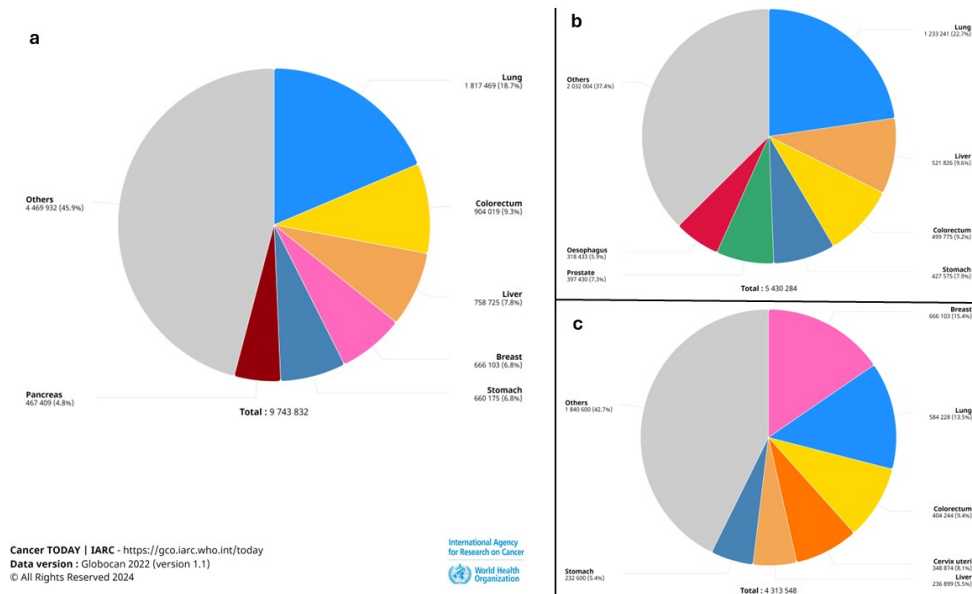 a
Lung
1 817 469 (18.7%)
Colorectum
904 019 (9.3%)
Liver
758 725 (7.8%)
Breast
666 103 (6.8%)
Stomach
660 175 (6.8%)
Pancreas
467 409 (4.8%)
Others
4 469 932 (45.9%)
Total : 9 743 832
b
Lung
1 233 241 (22.7%)
Liver
521 826 (9.6%)
Colorectum
499 775 (9.2%)
Stomach
427 575 (7.9%)
Prostate
397 430 (7.3%)
Oesophagus
318 433 (5.9%)
Others
2 032 004 (37.4%)
Total : 5 430 284
c
Breast
666 103 (15.4%)
Lung
584 228 (13.5%)
Colorectum
404 244 (9.4%)
Cervix uteri
348 874 (8.1%)
Liver
236 899 (5.5%)
Stomach
232 600 (5.4%)
Others
1 840 600 (42.7%)
Total : 4 313 548
Cancer TODAY | IARC - https://gco.iarc.who.int/today
Data version : Globocan 2022 (version 1.1)
© All Rights Reserved 2024
International Agency
for Research on Cancer
World Health
Organization